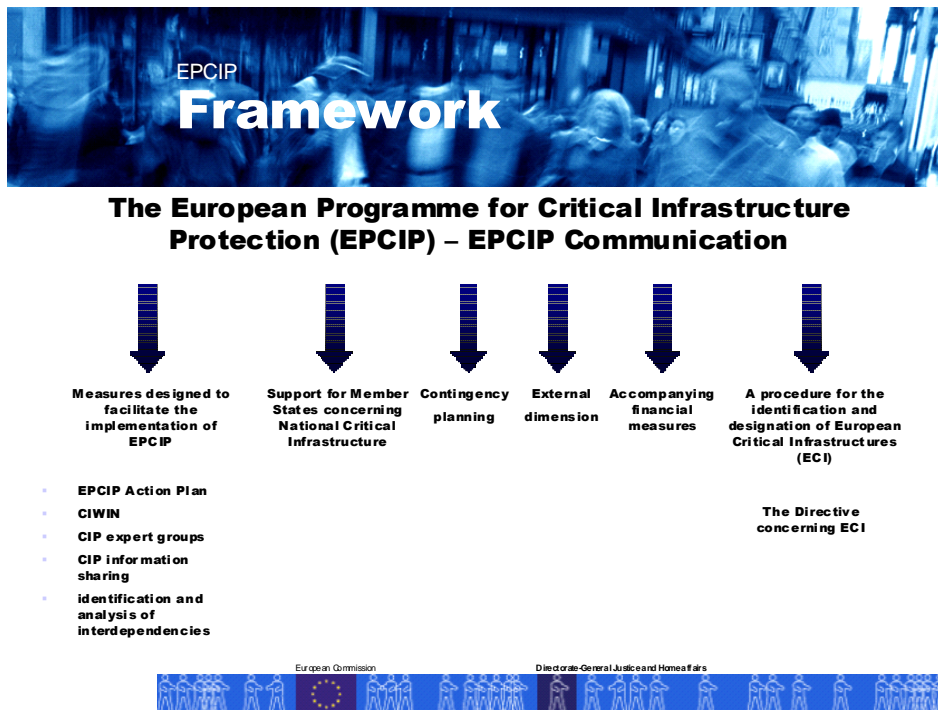 EPCIP
Framework
The European Programme for Critical Infrastructure
Protection (EPCIP) – EPCIP Communication
Measures designed to
facilitate the
implementation of
EPCIP
Support for Member
States concerning
National Critical
Infrastructure
Contingency
planning
External
dimension
Accompanying
financial
measures
A procedure for the
identification and
designation of European
Critical Infrastructures
(ECI)
EPCIP Action Plan
CIWIN
CIP expert groups
CIP information
sharing
identification and
analysis of
interdependencies
The Directive
concerning ECI
European Commission
Directorate-General Justice and Home affairs